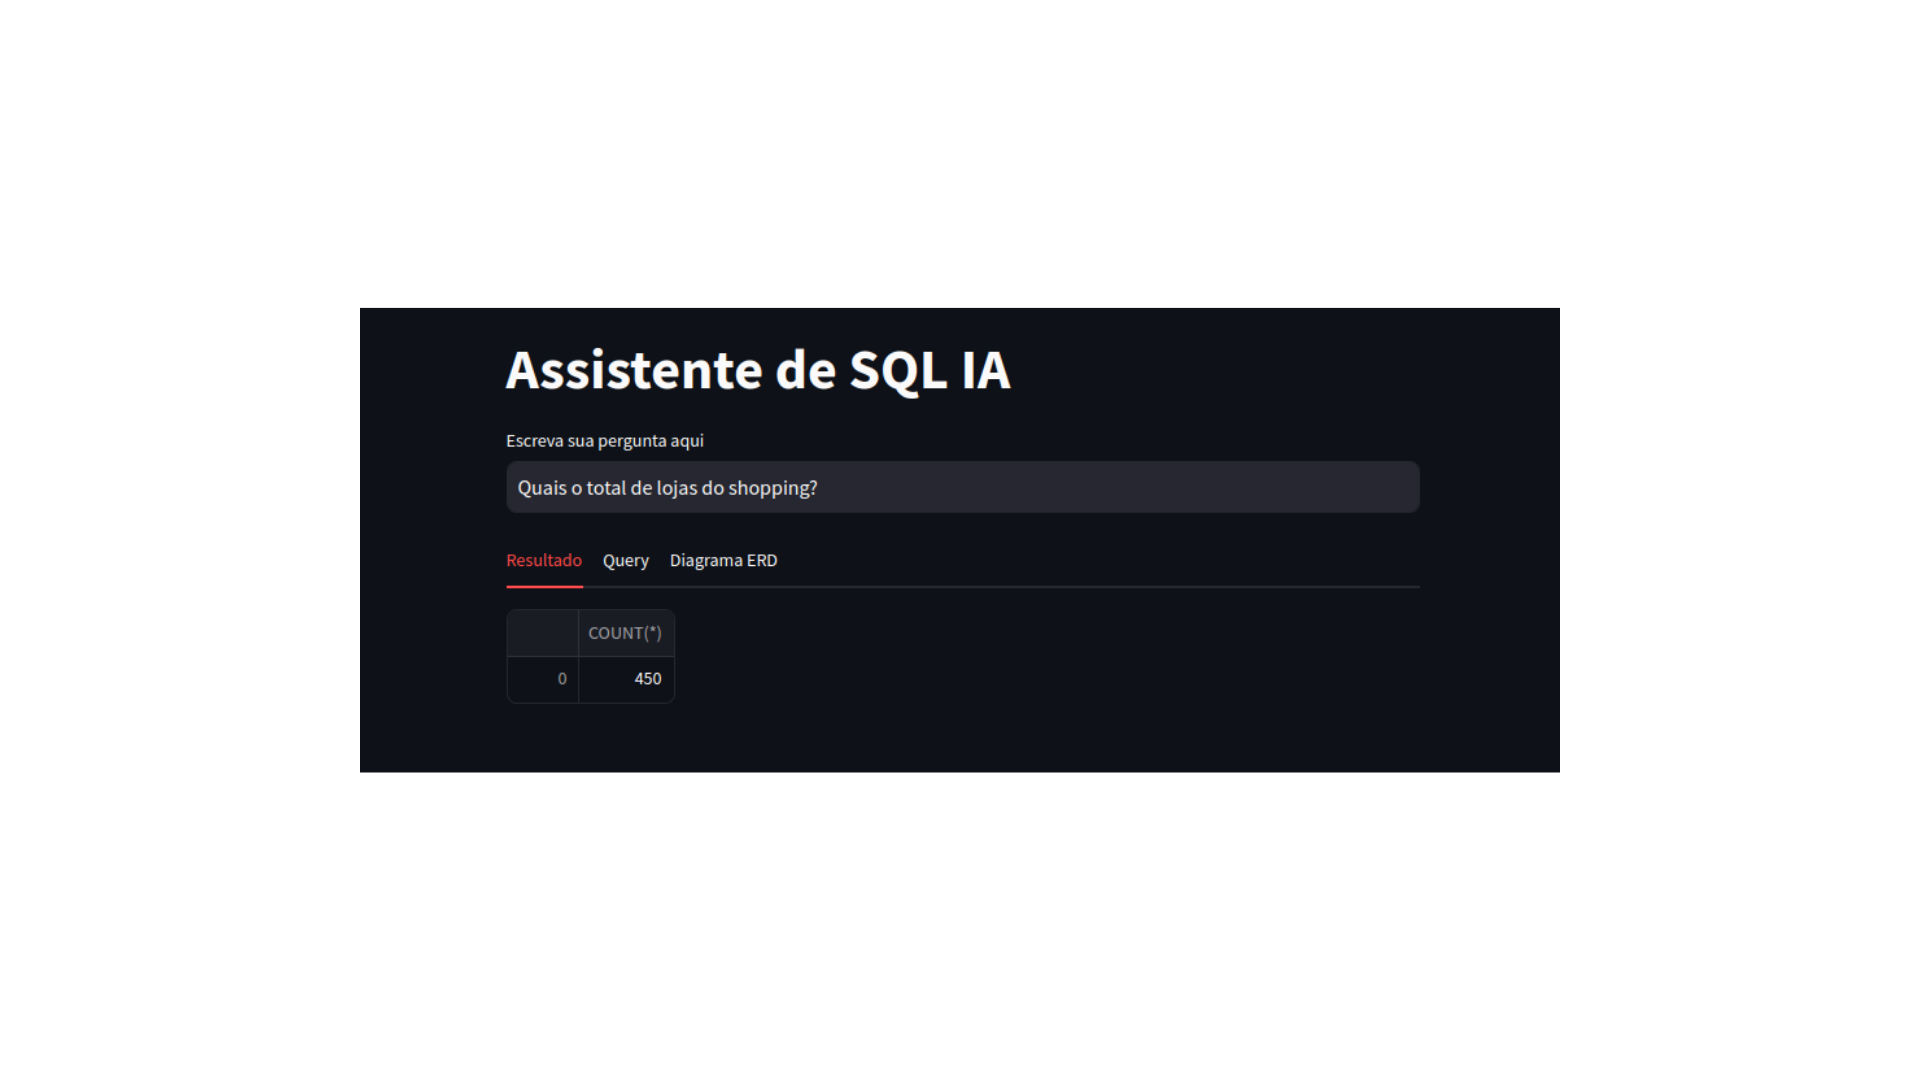 Assistente de SQL IA
Escreva sua pergunta aqui
Quais o total de lojas do shopping?
Resultado Query Diagrama ERD
COUNT(*)
0 450